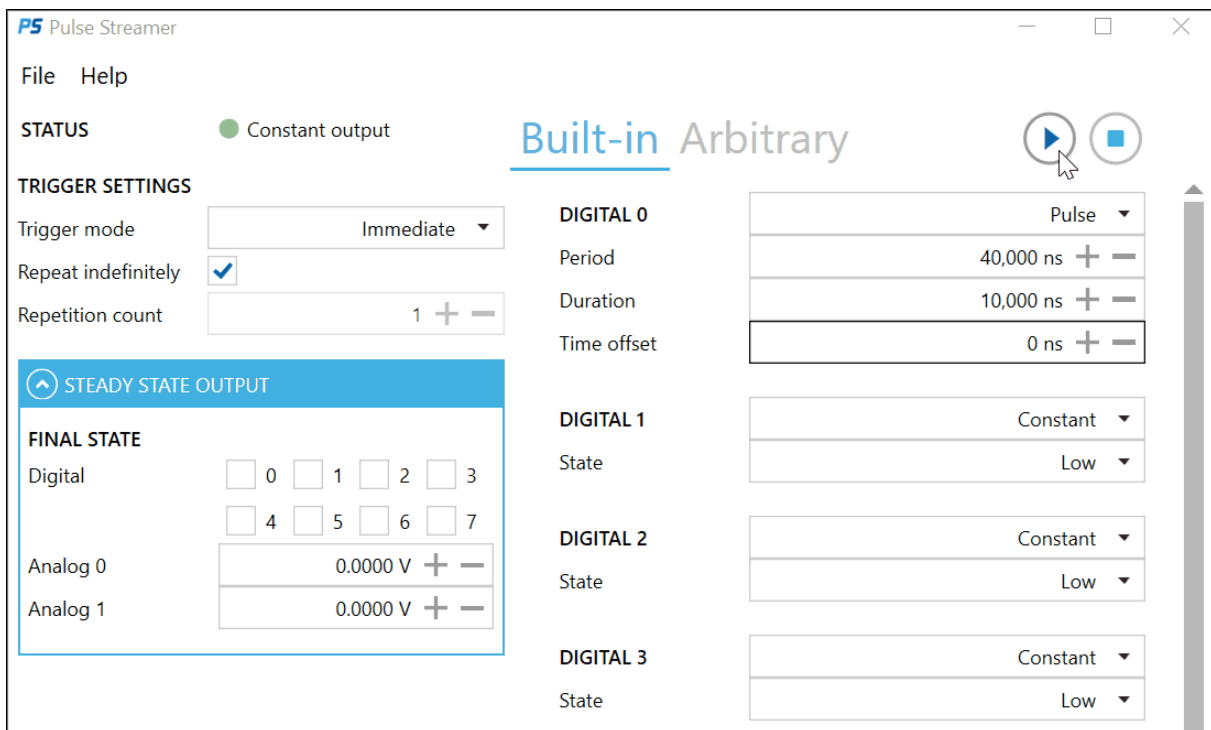 PS Pulse Streamer
File Help
STATUS Constant output
Built-in Arbitrary
TRIGGER SETTINGS
Trigger mode Immediate
Repeat indefinitely
Repetition count 1
STEADY STATE OUTPUT
FINAL STATE
Digital 0 1 2 3
4 5 6 7
Analog 0 0.0000 V
Analog 1 0.0000 V
DIGITAL 0 Pulse
Period 40,000 ns
Duration 10,000 ns
Time offset 0 ns
DIGITAL 1 Constant
State Low
DIGITAL 2 Constant
State Low
DIGITAL 3 Constant
State Low